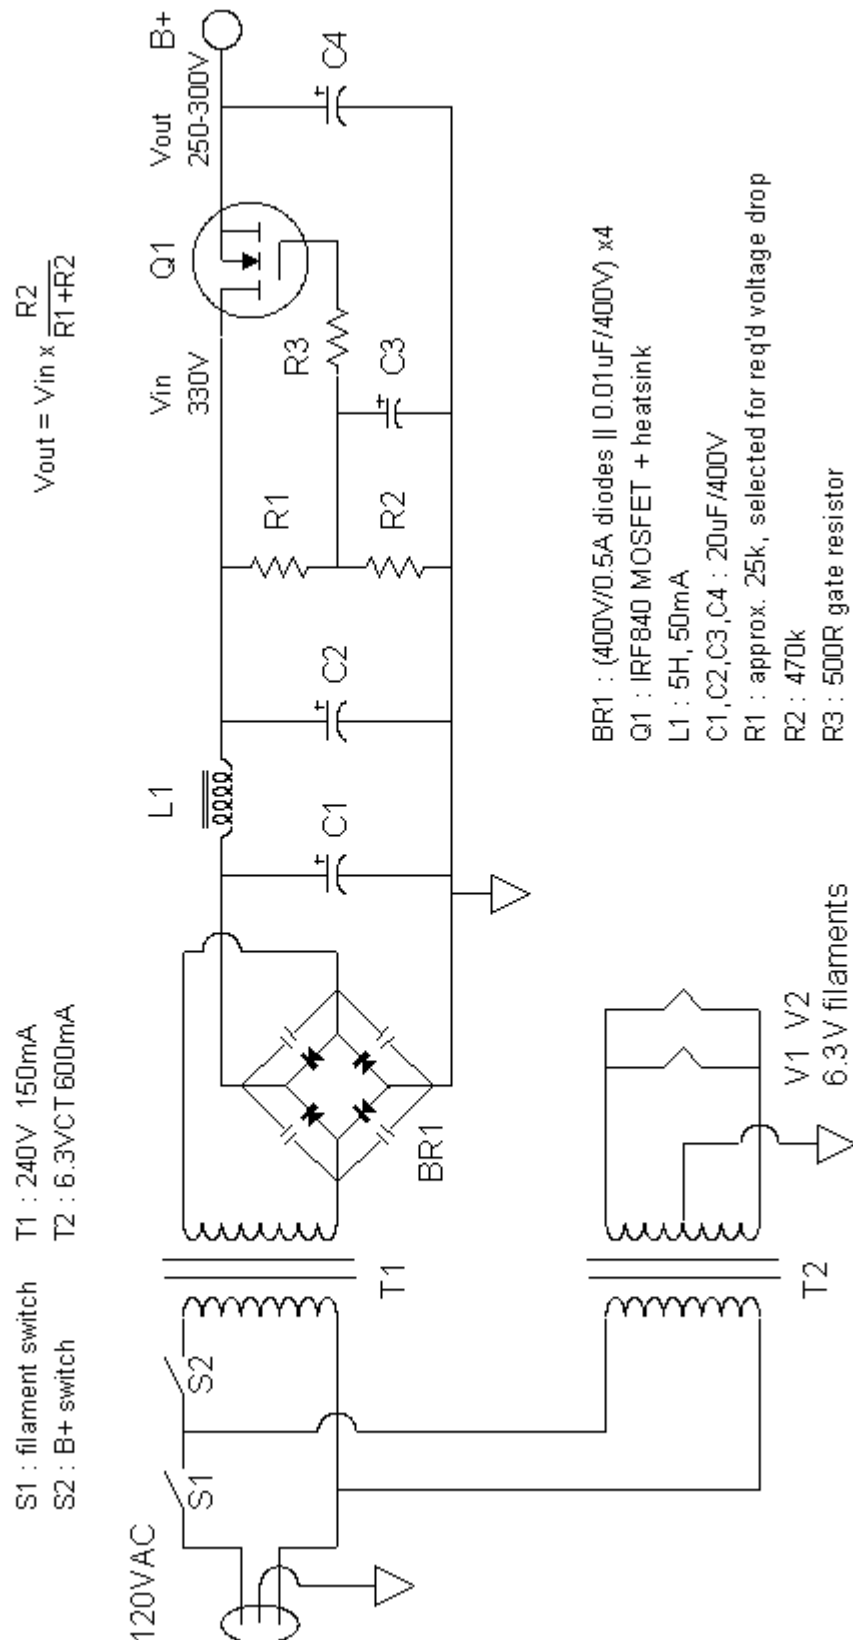 S1 : filament switch
S2 : B+ switch
T1 : 240V 150mA
T2 : 6.3VCT 600mA
Vout = Vin x R2
R1 +R2
120VAC
S1
S2
T1
BR1
L1
C1
C2
R1
R2
Vin
330V
R3
C3
Q1
Vout
250-300V
B+
C4
T2
V1 V2
6.3V filaments
BR1 : (400V/0.5A diodes || 0.01uF/400V) x4
Q1 : IRF840 MOSFET + heatsink
L1 : 5H, 50mA
C1,C2,C3,C4 : 20uF/400V
R1 : approx. 25k, selected for req'd voltage drop
R2 : 470k
R3 : 500R gate resistor